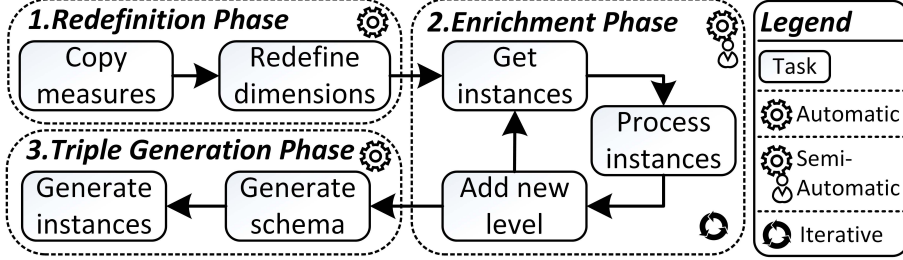 1.Redefinition Phase
Copy
measures
Redefine
dimensions
2.Enrichment Phase
Get
instances
Process
instances
Add new
level
3.Triple Generation Phase
Generate
schema
Generate
instances
Legend
Task
Automatic
Semi-
Automatic
Iterative